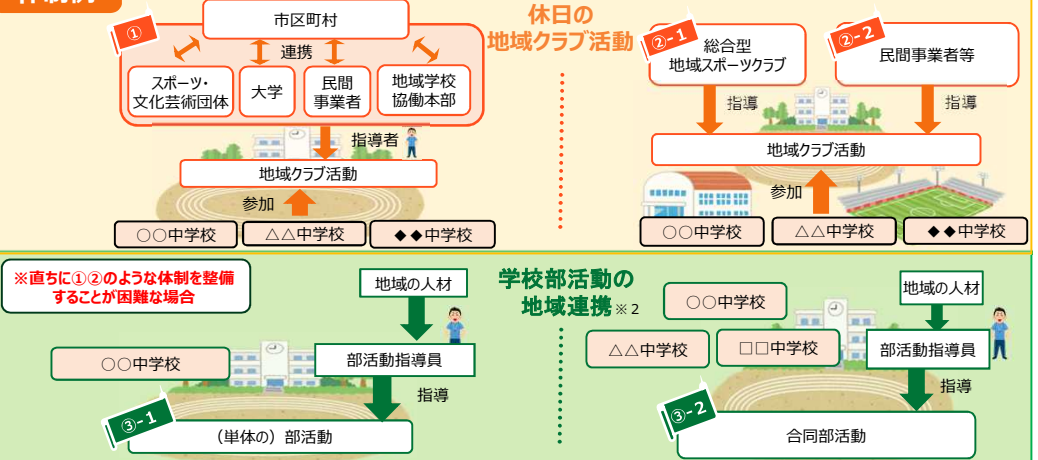 体制例
①
市区町村
連携
スポーツ・
文化芸術団体
大学
民間
事業者
地域学校
協働本部
指導者
地域クラブ活動
参加
○○中学校
△△中学校
◆◆中学校
休日の
地域クラブ活動
②-1
総合型
地域スポーツクラブ
②-2
民間事業者等
指導
指導
地域クラブ活動
参加
○○中学校
△△中学校
◆◆中学校
※直ちに①②のような体制を整備
することが困難な場合
学校部活動の
地域連携※2
地域の人材
○○中学校
部活動指導員
指導
③-1
（単体の）部活動
○○中学校
△△中学校
□□中学校
地域の人材
部活動指導員
指導
③-2
合同部活動